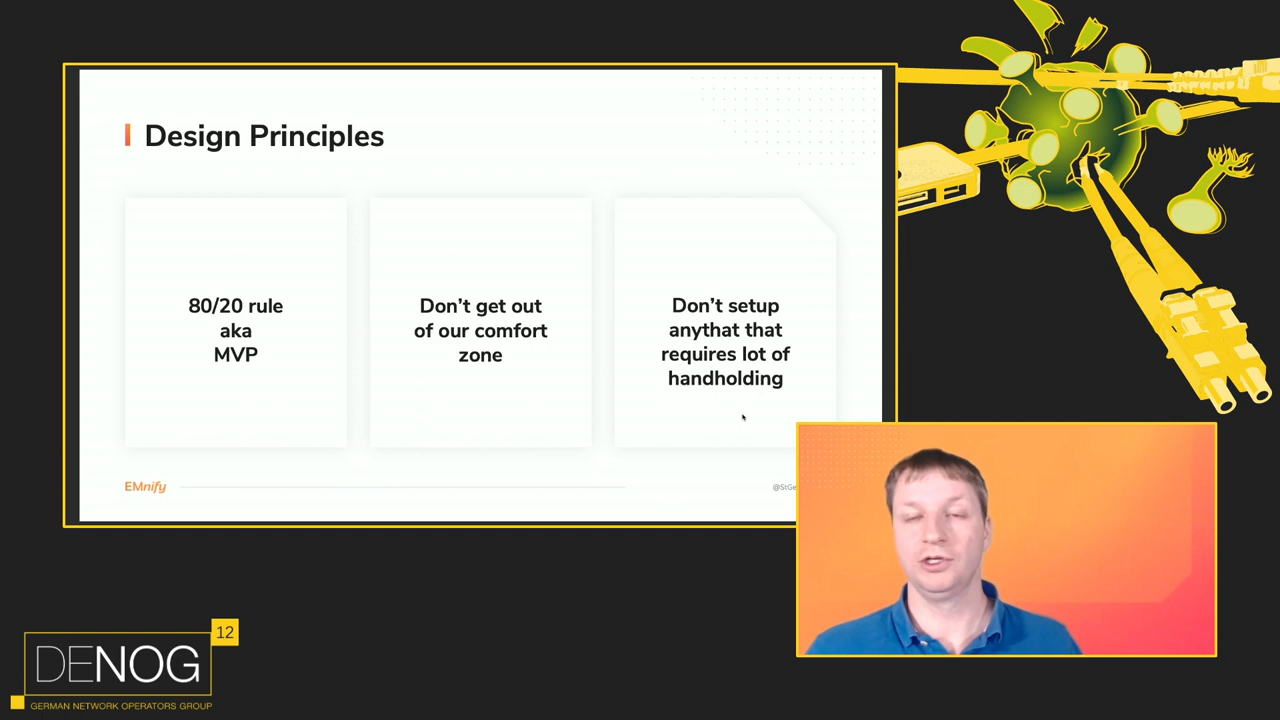 Design Principles
80/20 rule
aka
MVP
Don't get out
of our comfort
zone
Don't setup
anythat that
requires lot of
handholding
EMnify
@StGe
12
DENOG
GERMAN NETWORK OPERATORS GROUP